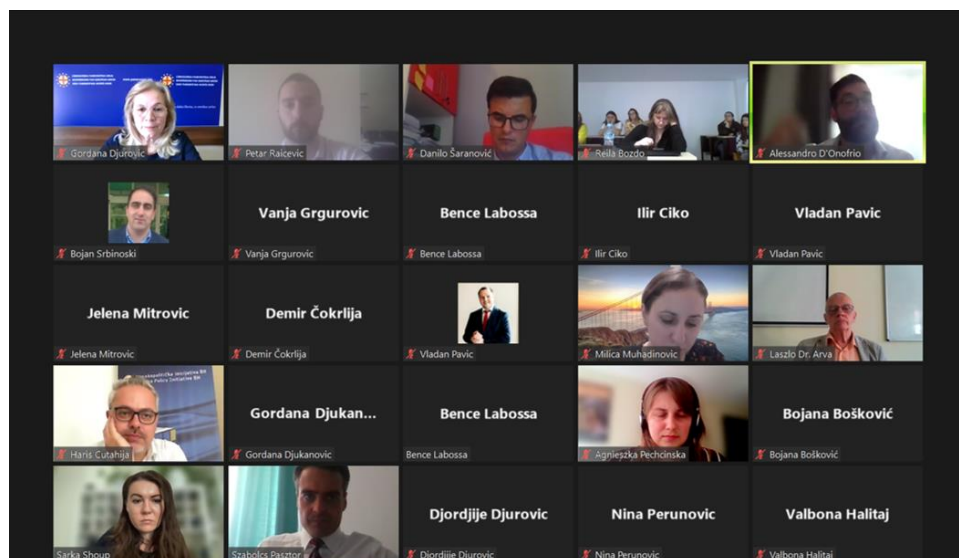 Gordana Djurovic
Petar Raicevic
Danilo Šaranović
Reila Bozdo
Alessandro D'Onofrio
Vanja Grgurovic
Bence Labossa
Ilir Ciko
Vladan Pavic
Bojan Srbinoski
Vanja Grgurovic
Bence Labossa
Ilir Ciko
Vladan Pavic
Jelena Mitrovic
Demir Čokrlija
Jelena Mitrovic
Demir Čokrlija
Vladan Pavic
Milica Muhadinovic
Laszlo Dr. Arva
Gordana Djukan...
Bence Labossa
Bojana Bošković
Haris Cutahija
Gordana Djukanovic
Bence Labossa
Agnieszka Pechcinska
Bojana Bošković
Djordjije Djurovic
Nina Perunovic
Valbona Halitaj
Sarka Shoup
Szabolcs Pasztor
Djordjije Djurovic
Nina Perunovic
Valbona Halitaj